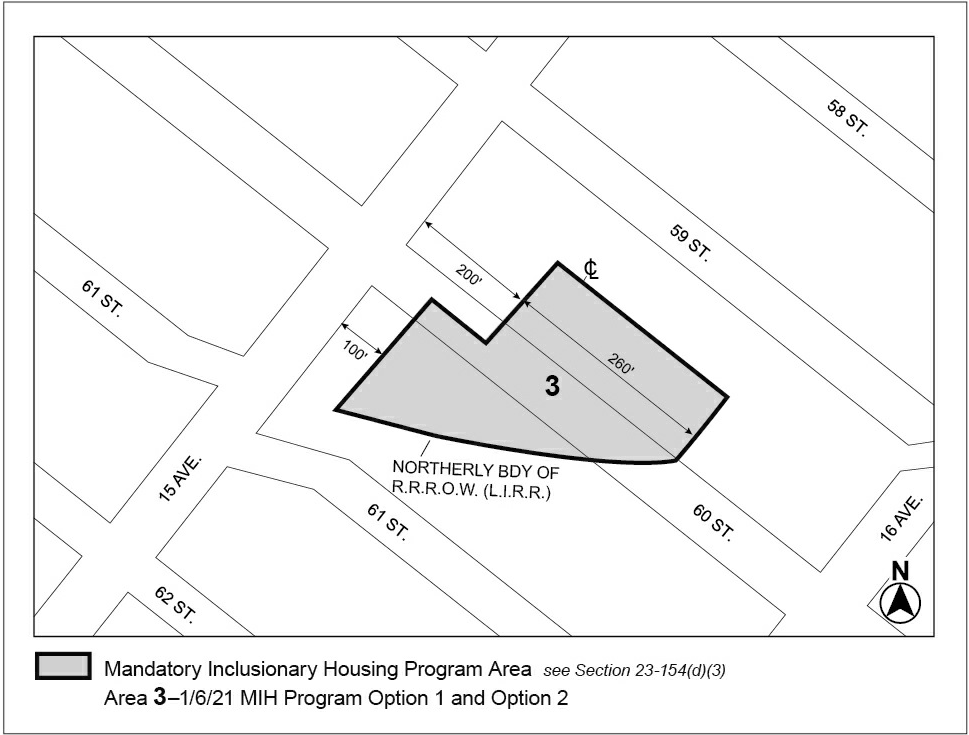 58 ST.
59 ST.
℄
200'
61 ST.
100'
260'
3
NORTHERLY BDY OF
R.R.R.O.W. (L.I.R.R.)
15 AVE.
61 ST.
60 ST.
16 AVE.
N
62 ST.
Mandatory Inclusionary Housing Program Area see Section 23-154(d)(3)
Area 3–1/6/21 MIH Program Option 1 and Option 2